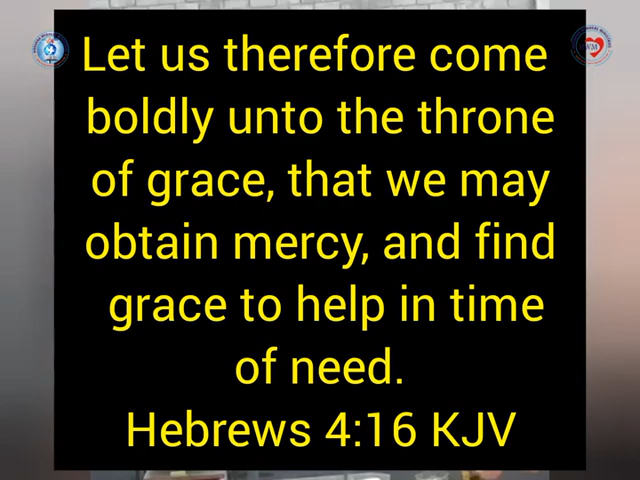 Let us therefore come
boldly unto the throne
of grace, that we may
obtain mercy, and find
grace to help in time
of need.
Hebrews 4:16 KJV
WM